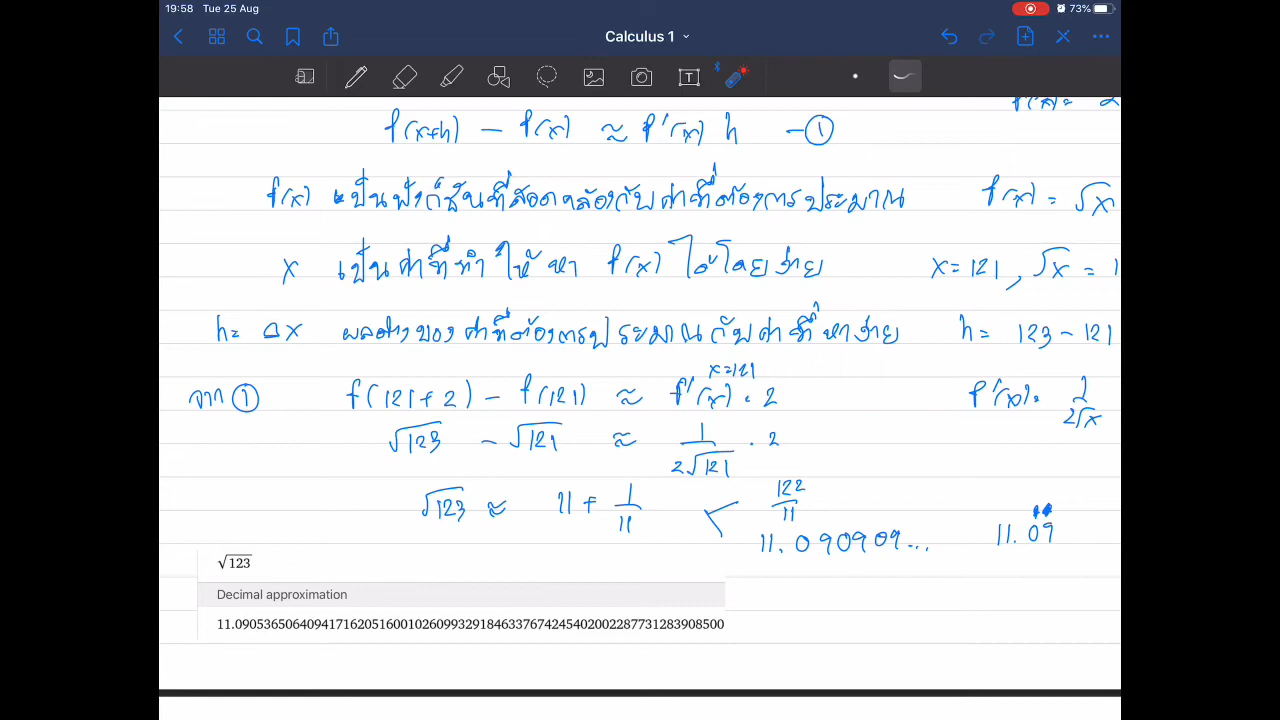 19:58 Tue 25 Aug 73%
Calculus 1
T
f(x+h) - f(x) ≈ f'(x) h -①
f(x) เป็นฟังก์ชันที่สอดคล้องกับค่าที่ต้องการประมาณ f(x) = √x
x เป็นค่าที่ทำให้หา f(x) ได้โดยง่าย x = 121 , √x = 1
h = Δx ผลต่างของค่าที่ต้องการประมาณกับค่าที่หาง่าย h = 123 - 121
x=121
จาก ① f(121+2) - f(121) ≈ f'(x) · 2 f'(x) = 1/2√x
√123 - √121 ≈ 1/2√121 · 2
√123 ≈ 11 + 1/11 < 122/11
11.090909... 11.09
√123
Decimal approximation
11.09053650640941716205160010260993291846337674245402002287731283908500